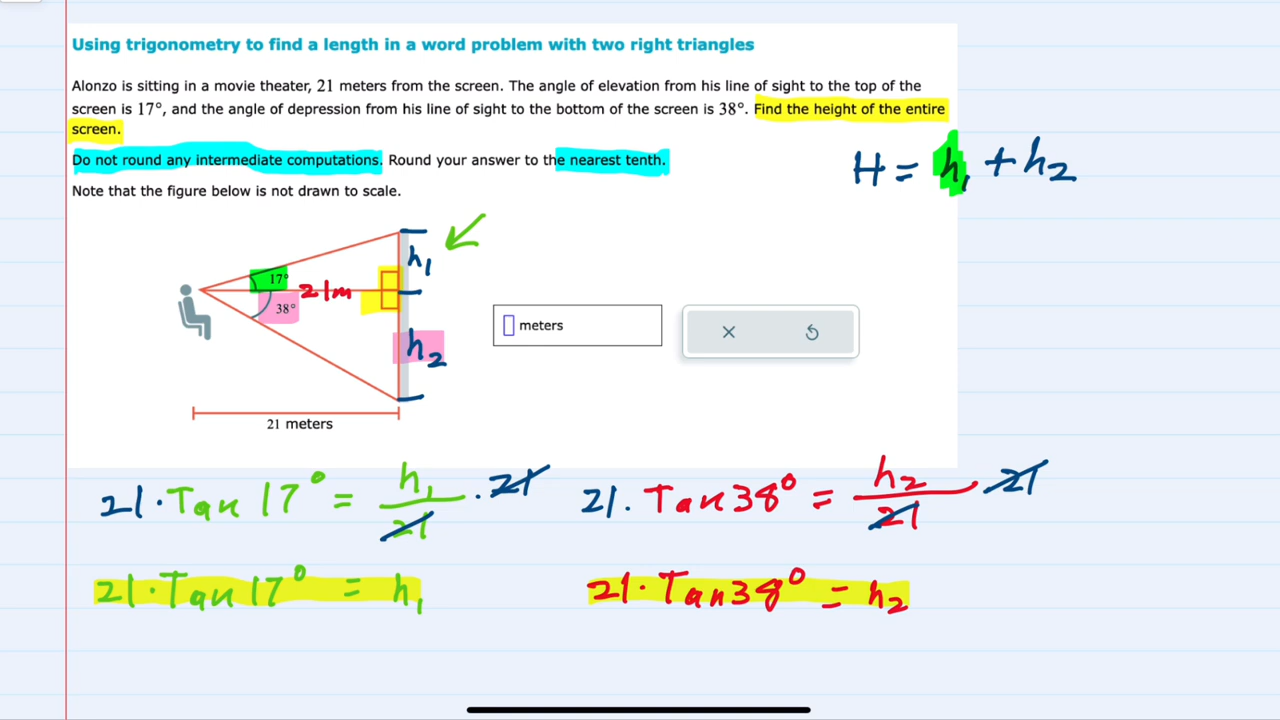 Using trigonometry to find a length in a word problem with two right triangles
Alonzo is sitting in a movie theater, 21 meters from the screen. The angle of elevation from his line of sight to the top of the
screen is 17°, and the angle of depression from his line of sight to the bottom of the screen is 38°. Find the height of the entire
screen.
Do not round any intermediate computations. Round your answer to the nearest tenth.
Note that the figure below is not drawn to scale.
H = h₁ + h₂
h₁
17°
21m
38°
h₂
meters
21 meters
21 · Tan 17° = h₁/21 · 21
21 · Tan 38° = h₂/21 21
21 · Tan 17° = h₁
21 · Tan 38° = h₂